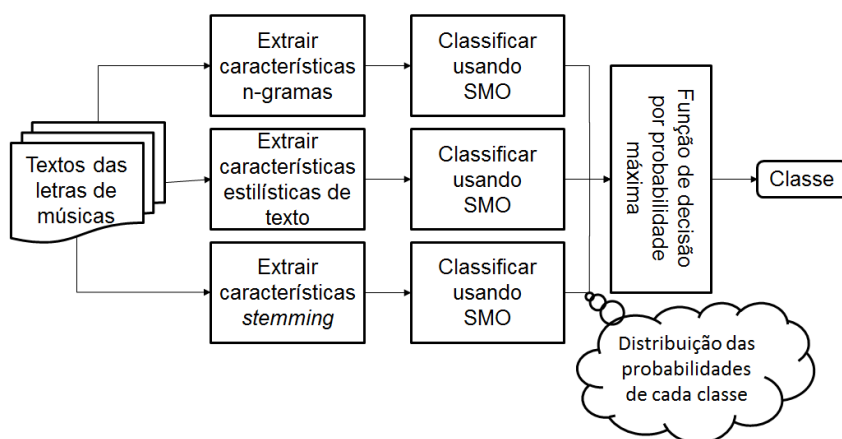 Textos das
letras de
músicas
Extrair
características
n-gramas
Classificar
usando
SMO
Extrair
características
estilísticas de
texto
Classificar
usando
SMO
Extrair
características
stemming
Classificar
usando
SMO
Função de decisão
por probabilidade
máxima
Classe
Distribuição das
probabilidades
de cada classe